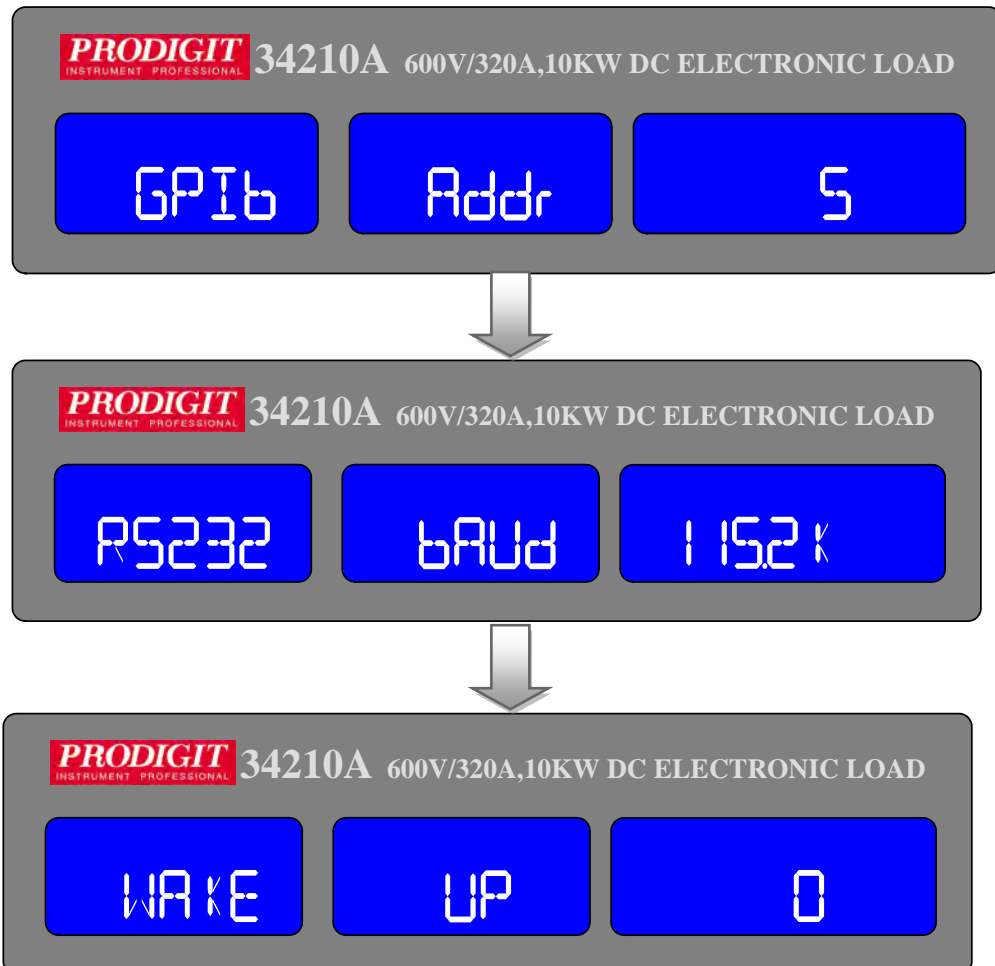 PRODIGIT 34210A 600V/320A,10KW DC ELECTRONIC LOAD
INSTRUMENT PROFESSIONAL
GPIb Addr 5
PRODIGIT 34210A 600V/320A,10KW DC ELECTRONIC LOAD
INSTRUMENT PROFESSIONAL
RS232 bAUd 115.2K
PRODIGIT 34210A 600V/320A,10KW DC ELECTRONIC LOAD
INSTRUMENT PROFESSIONAL
WAKE UP 0